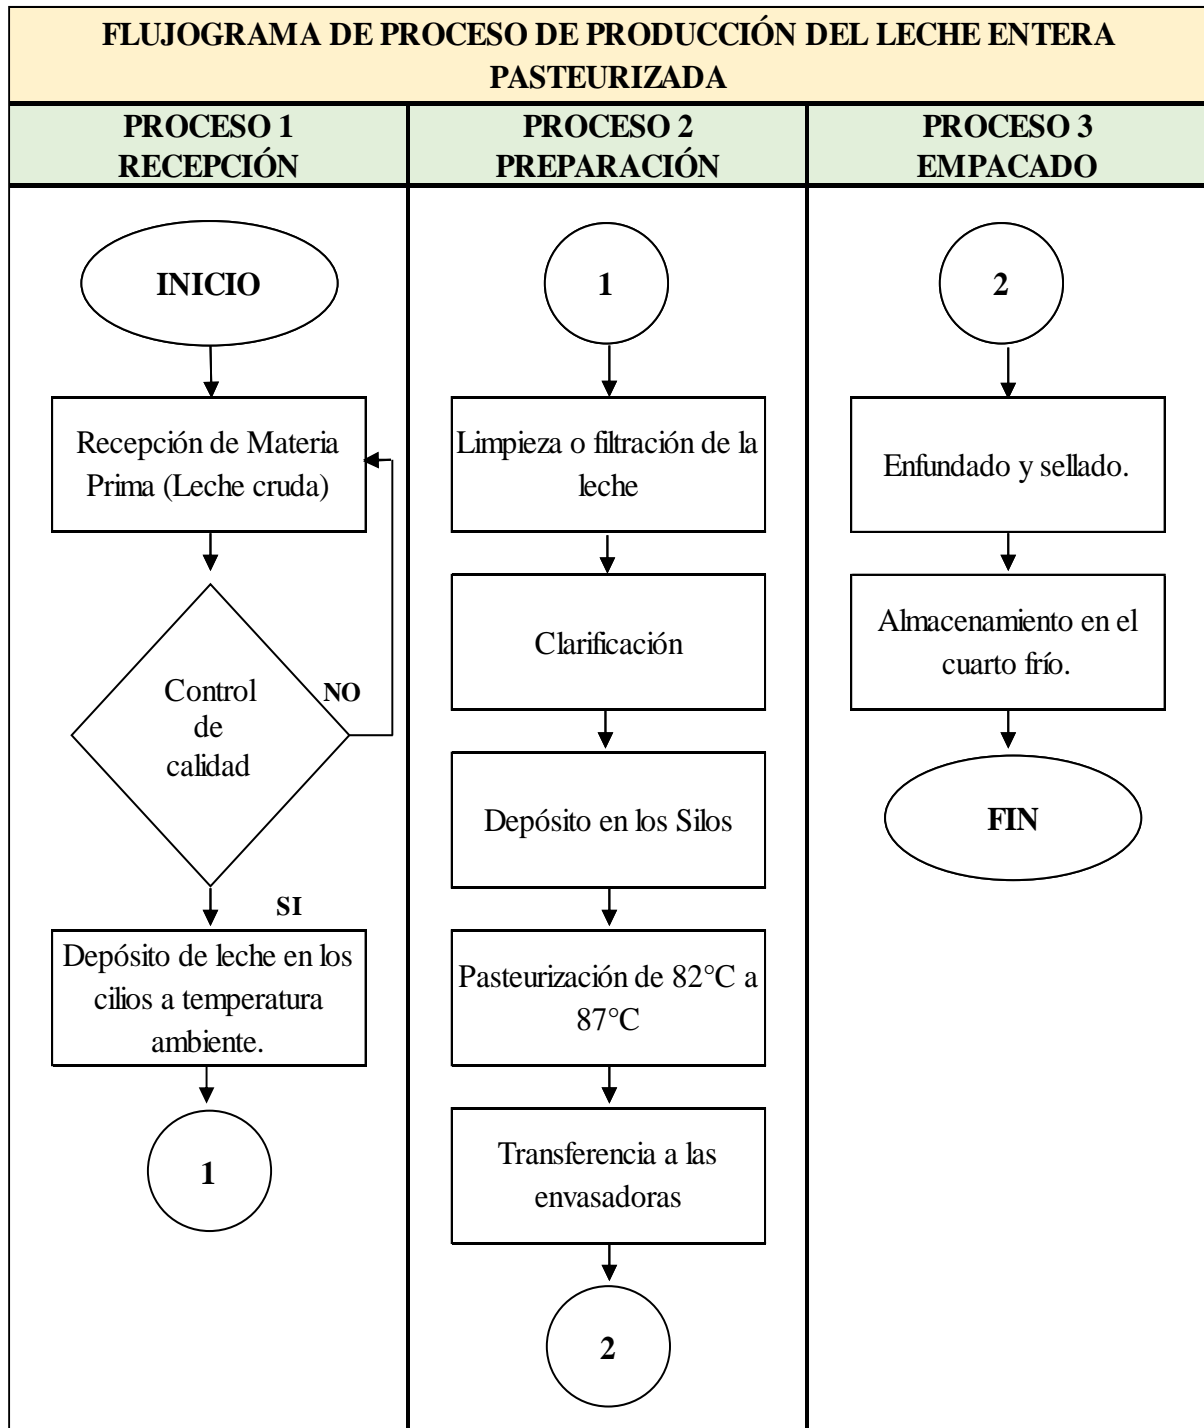 FLUJOGRAMA DE PROCESO DE PRODUCCIÓN DEL LECHE ENTERA
PASTEURIZADA
PROCESO 1
RECEPCIÓN
INICIO
Recepción de Materia
Prima (Leche cruda)
Control
de
calidad
NO
SI
Depósito de leche en los
cilios a temperatura
ambiente.
1
PROCESO 2
PREPARACIÓN
1
Limpieza o filtración de la
leche
Clarificación
Depósito en los Silos
Pasteurización de 82°C a
87°C
Transferencia a las
envasadoras
2
PROCESO 3
EMPACADO
2
Enfundado y sellado.
Almacenamiento en el
cuarto frío.
FIN